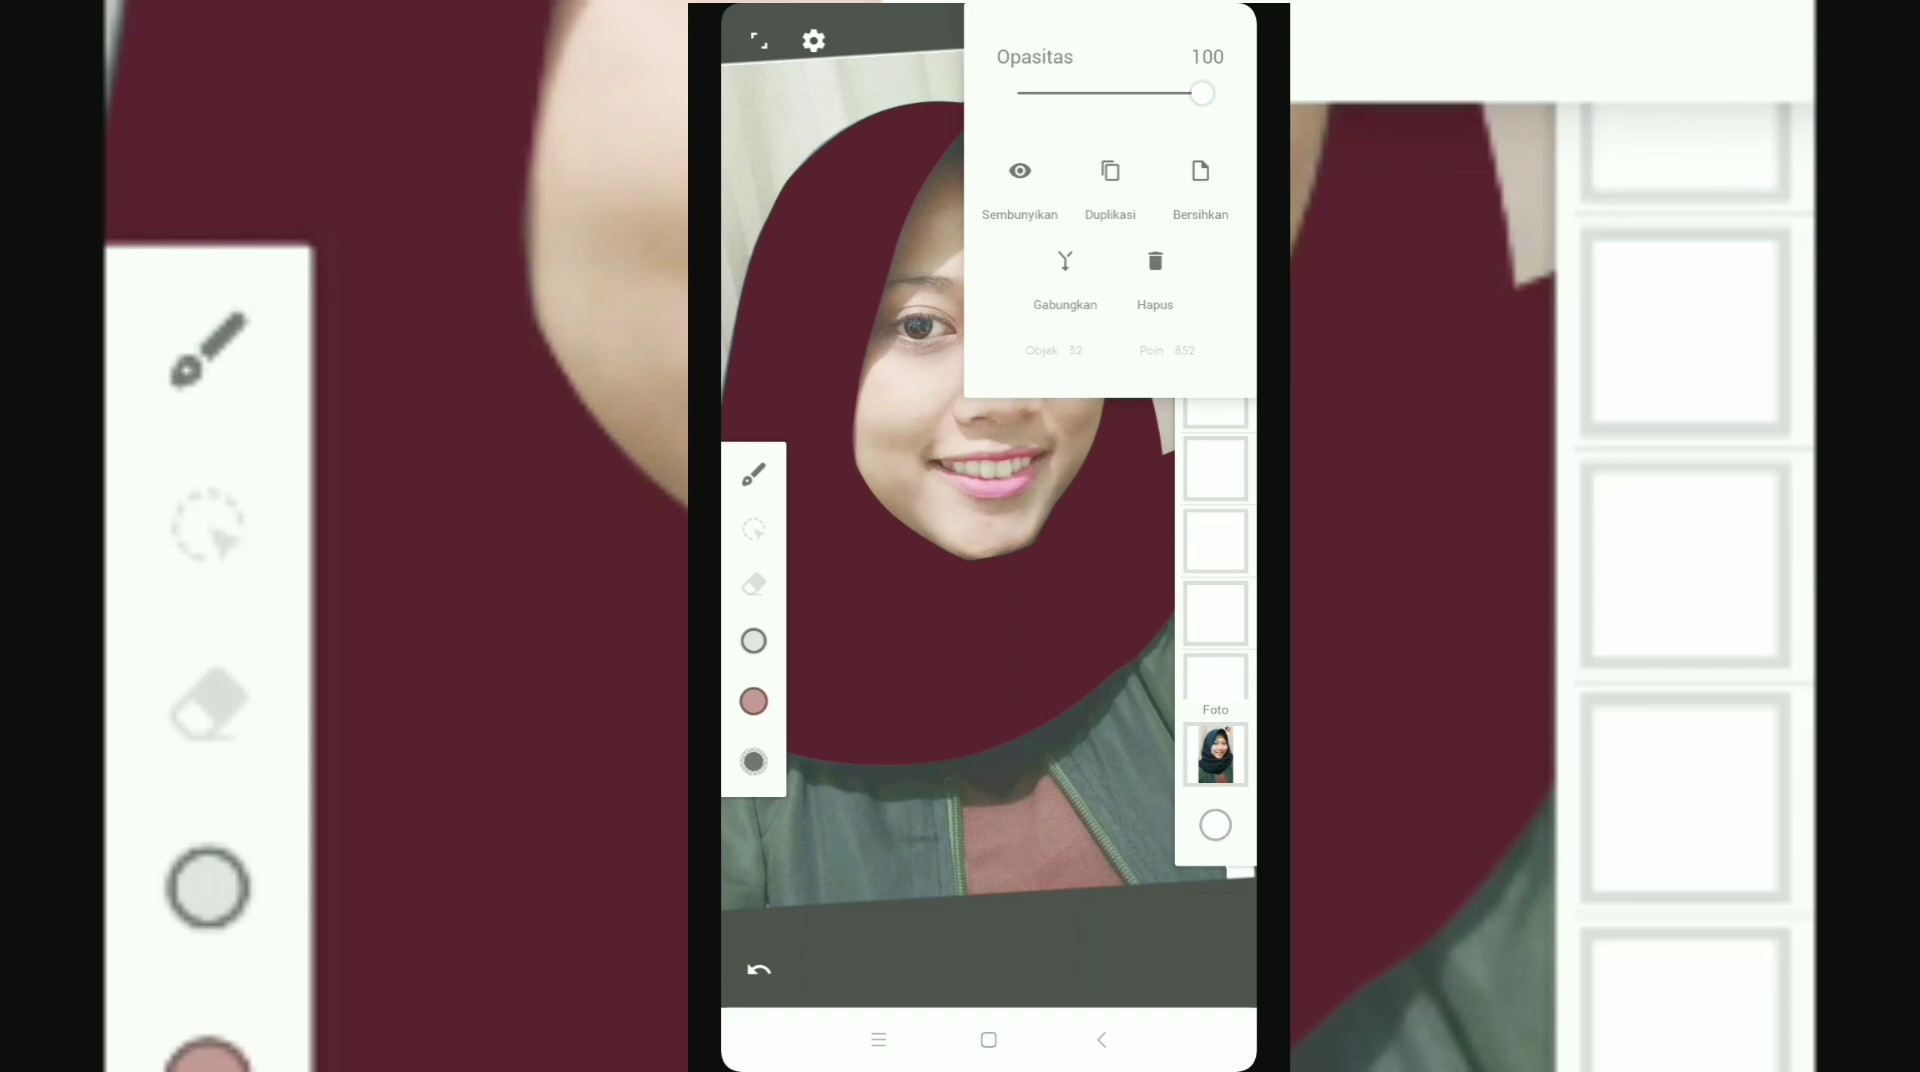 Opasitas 100
Sembunyikan Duplikasi Bersihkan
Gabungkan Hapus
Objek 32 Poin 852
Foto